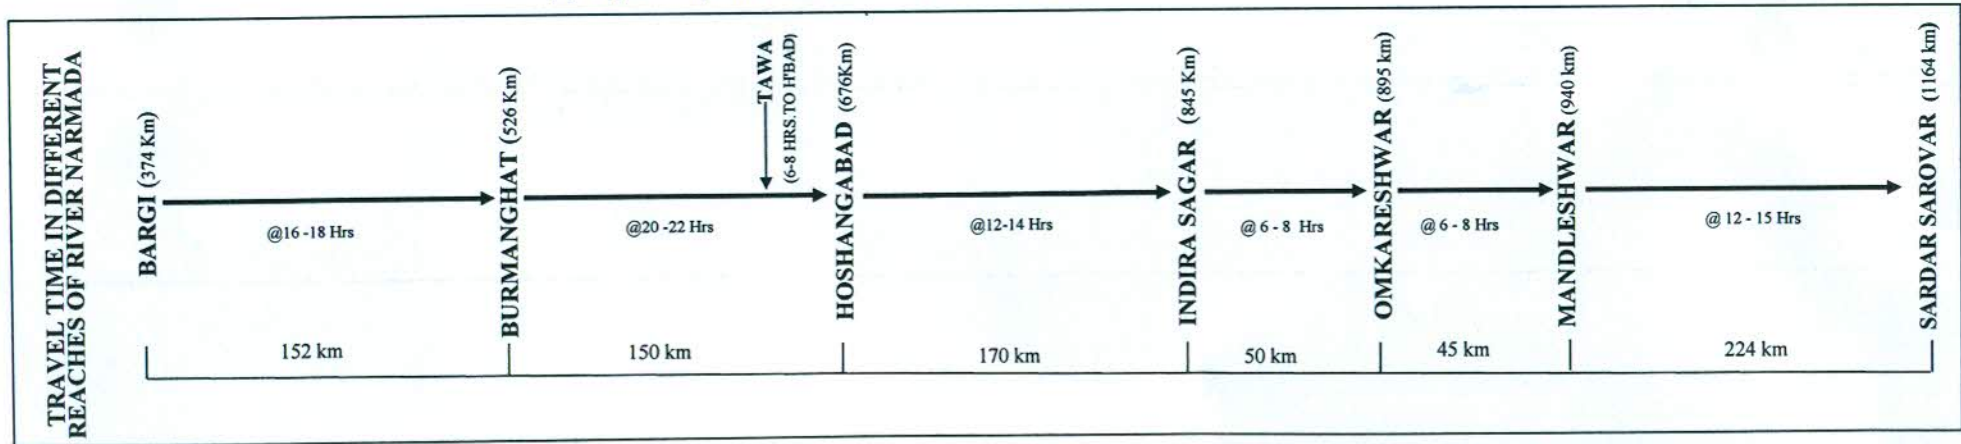 TRAVEL TIME IN DIFFERENT
REACHES OF RIVER NARMADA
BARGI (374 Km)
@16 -18 Hrs
BURMANGHAT (526 Km)
@20 -22 Hrs
TAWA
(6-8 HRS.TO H'BAD)
HOSHANGABAD (676Km)
@12-14 Hrs
INDIRA SAGAR (845 Km)
@ 6 - 8 Hrs
OMKARESHWAR (895 km)
@ 6 - 8 Hrs
MANDLESHWAR (940 km)
@ 12 - 15 Hrs
SARDAR SAROVAR (1164 km)
152 km
150 km
170 km
50 km
45 km
224 km